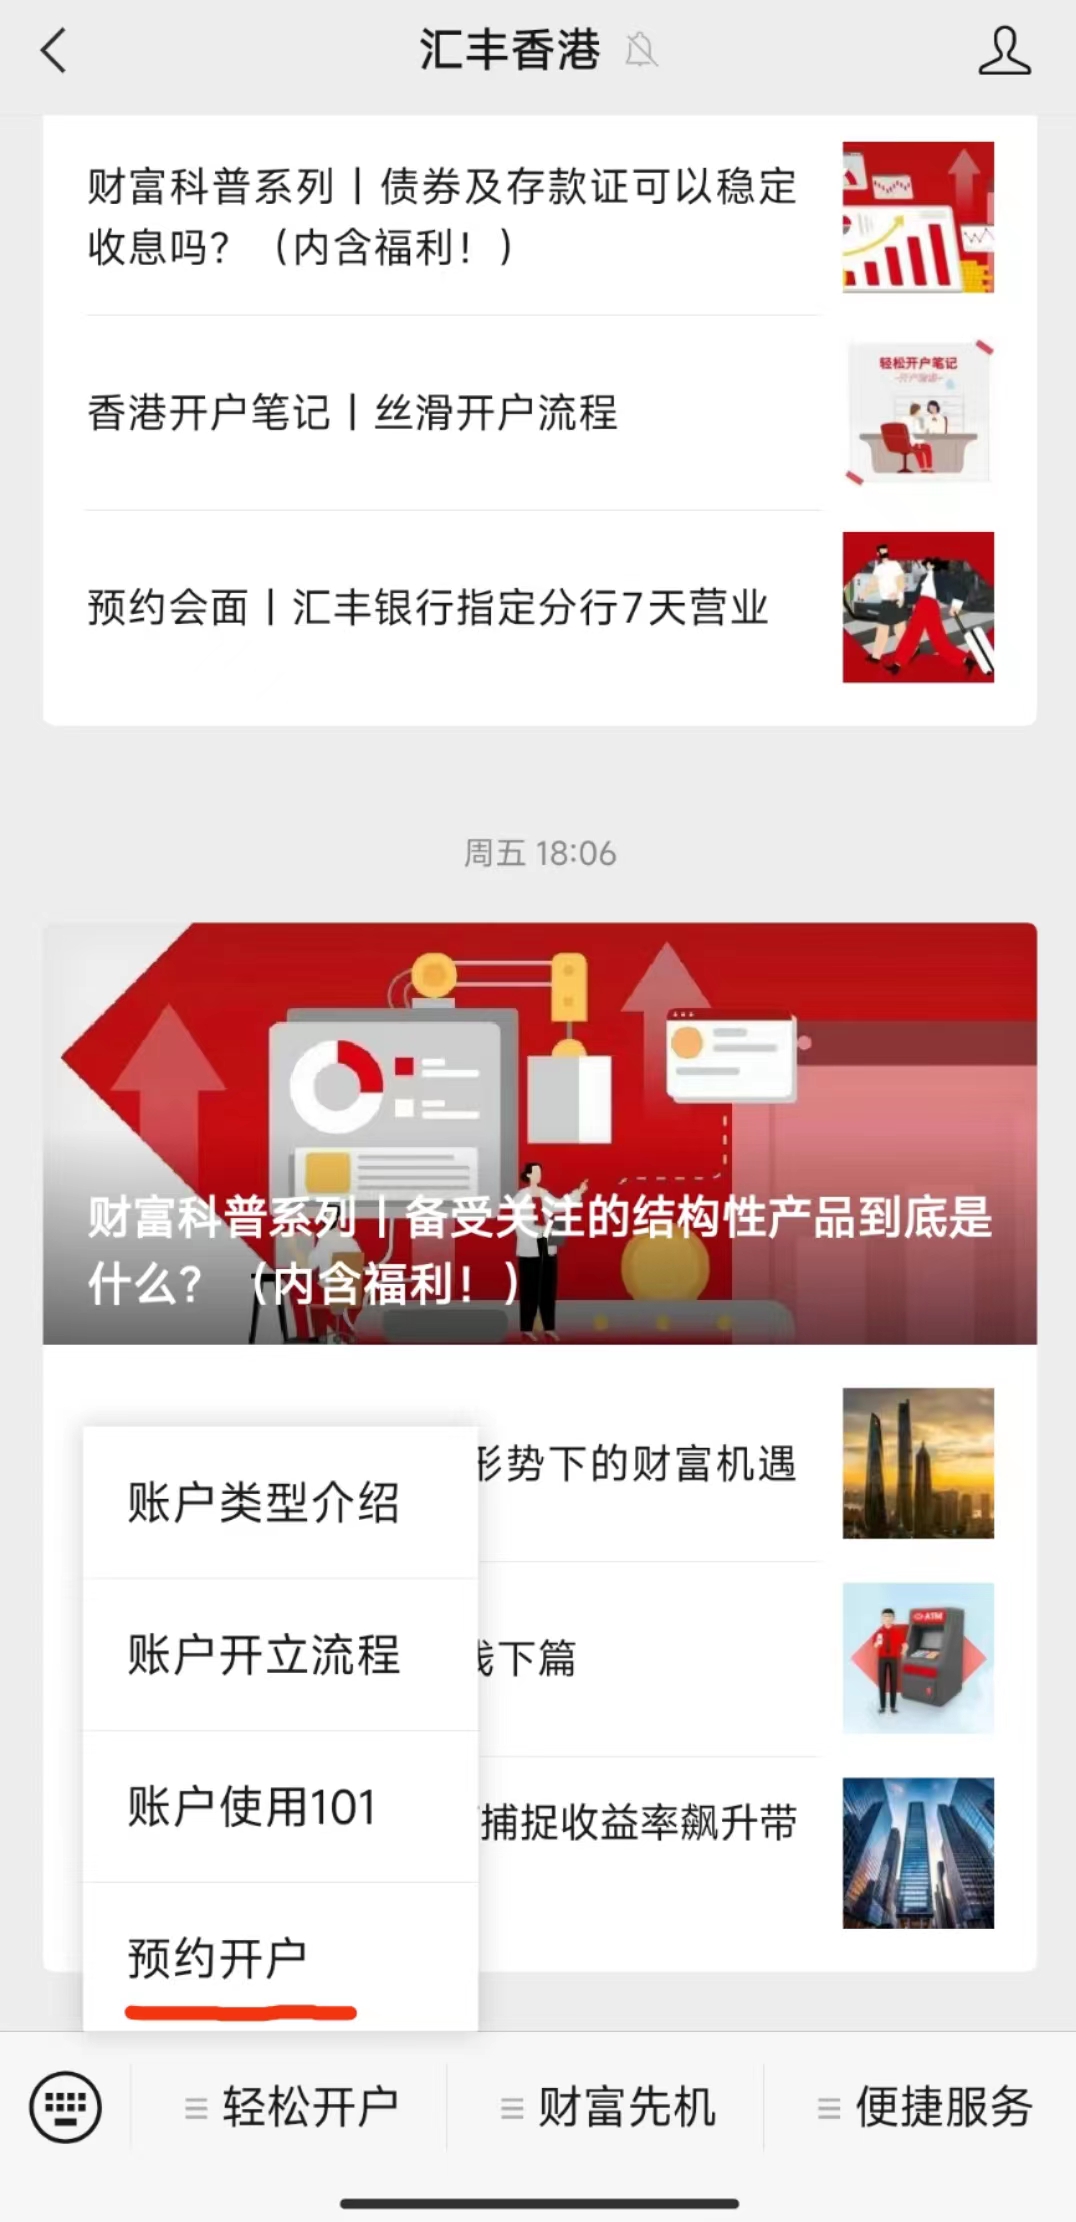 汇丰香港
财富科普系列丨债券及存款证可以稳定
收息吗？（内含福利！）
轻松开户笔记
香港开户笔记丨丝滑开户流程
预约会面丨汇丰银行指定分行7天营业
周五 18:06
财富科普系列丨备受关注的结构性产品到底是
什么？（内含福利！）
形势下的财富机遇
账户类型介绍
ATM
线下篇
账户开立流程
捕捉收益率飙升带
账户使用101
预约开户
轻松开户
财富先机
便捷服务